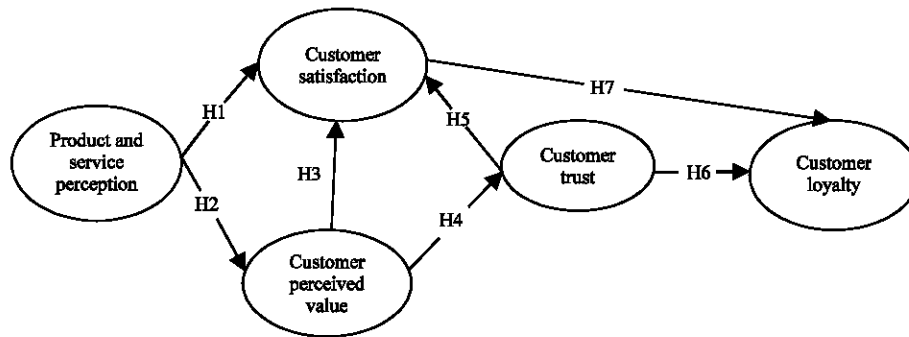 Customer
satisfaction
H1
H7
H5
Product and
service
perception
H3
Customer
trust
H6
Customer
loyalty
H2
H4
Customer
perceived
value